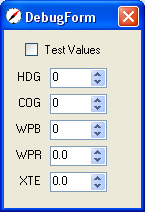 DebugForm
Test Values
HDG 0
COG 0
WPB 0
WPR 0.0
XTE 0.0